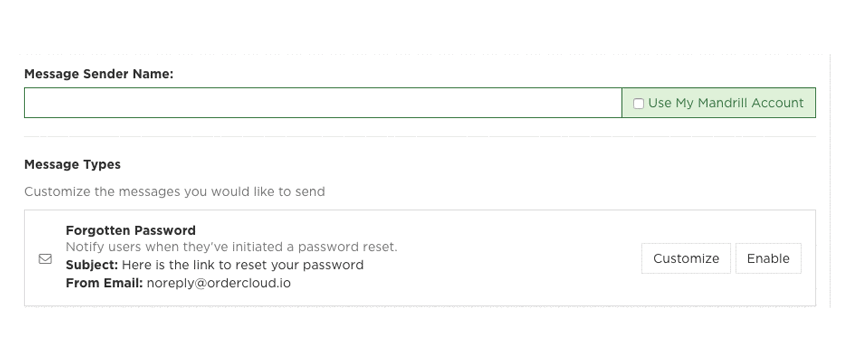 Message Sender Name:
Use My Mandrill Account
Message Types
Customize the messages you would like to send
Forgotten Password
Notify users when they've initiated a password reset.
Subject: Here is the link to reset your password
From Email: noreply@ordercloud.io
Customize
Enable